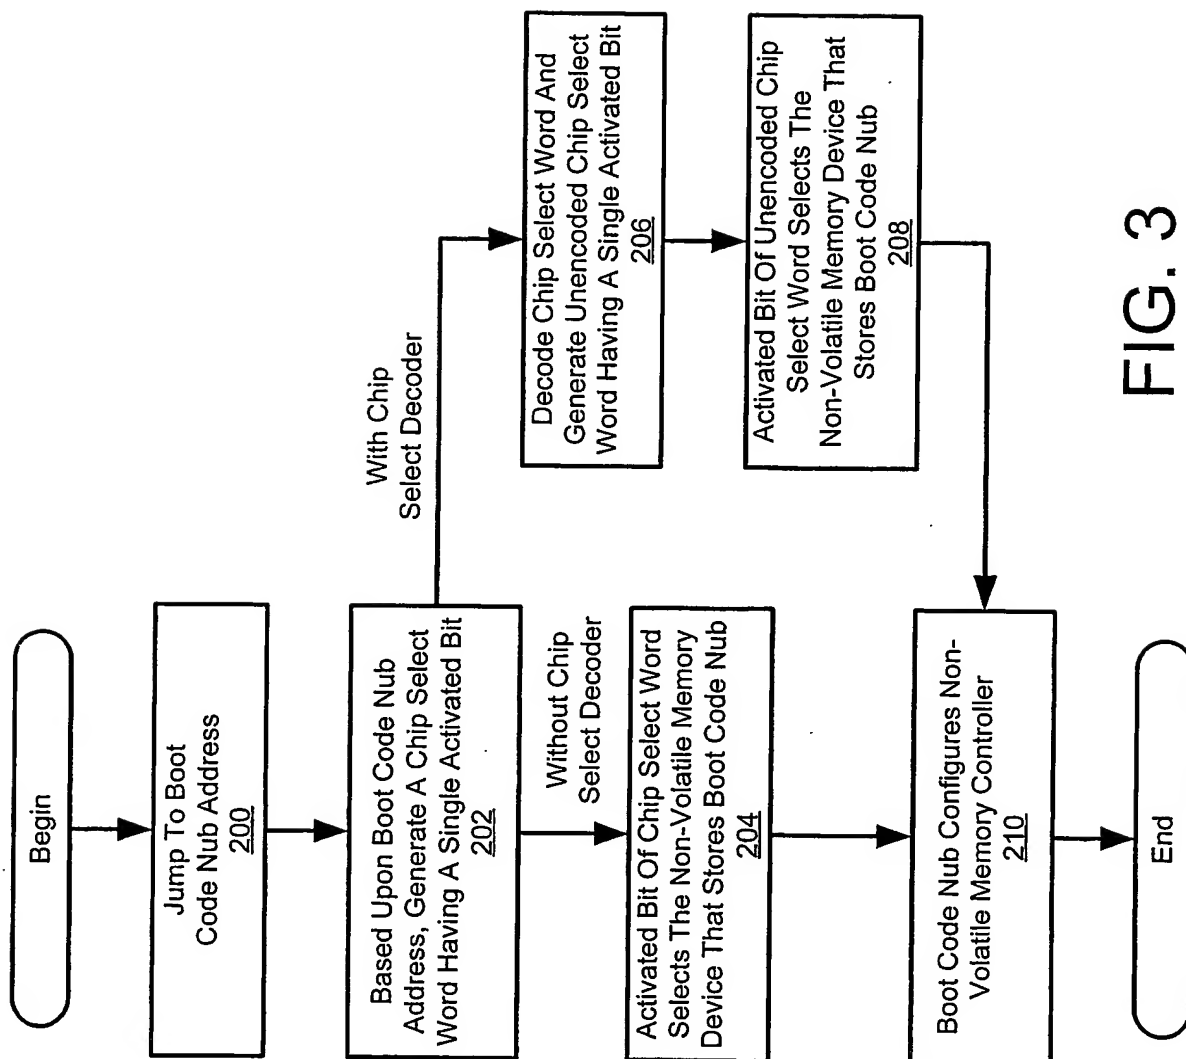 Begin
Jump To Boot
Code Nub Address
200
Based Upon Boot Code Nub
Address, Generate A Chip Select
Word Having A Single Activated Bit
202
Without Chip
Select Decoder
With Chip
Select Decoder
Activated Bit Of Chip Select Word
Selects The Non-Volatile Memory
Device That Stores Boot Code Nub
204
Decode Chip Select Word And
Generate Unencoded Chip Select
Word Having A Single Activated Bit
206
Activated Bit Of Unencoded Chip
Select Word Selects The
Non-Volatile Memory Device That
Stores Boot Code Nub
208
Boot Code Nub Configures Non-
Volatile Memory Controller
210
End
FIG. 3